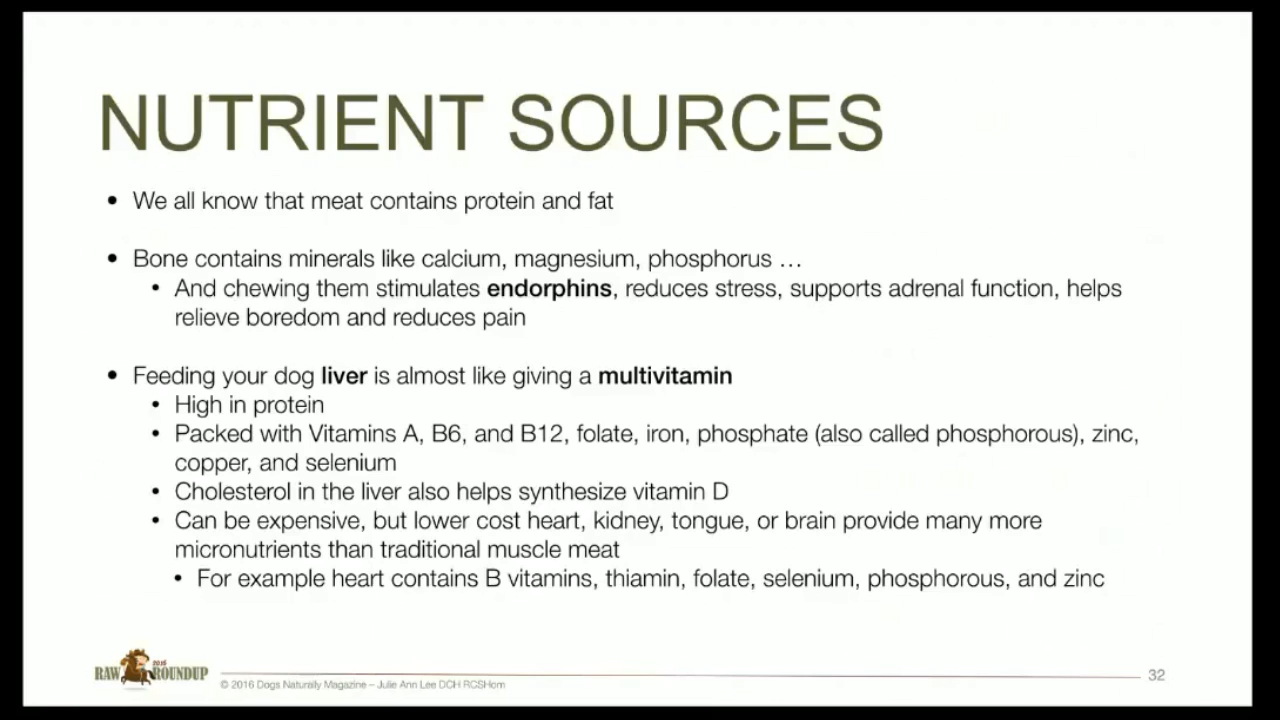 NUTRIENT SOURCES
• We all know that meat contains protein and fat
• Bone contains minerals like calcium, magnesium, phosphorus ...
• And chewing them stimulates endorphins, reduces stress, supports adrenal function, helps
relieve boredom and reduces pain
• Feeding your dog liver is almost like giving a multivitamin
• High in protein
• Packed with Vitamins A, B6, and B12, folate, iron, phosphate (also called phosphorous), zinc,
copper, and selenium
• Cholesterol in the liver also helps synthesize vitamin D
• Can be expensive, but lower cost heart, kidney, tongue, or brain provide many more
micronutrients than traditional muscle meat
• For example heart contains B vitamins, thiamin, folate, selenium, phosphorous, and zinc
RAW 2016 ROUNDUP
© 2016 Dogs Naturally Magazine – Julie Ann Lee DCH RCSHom
32